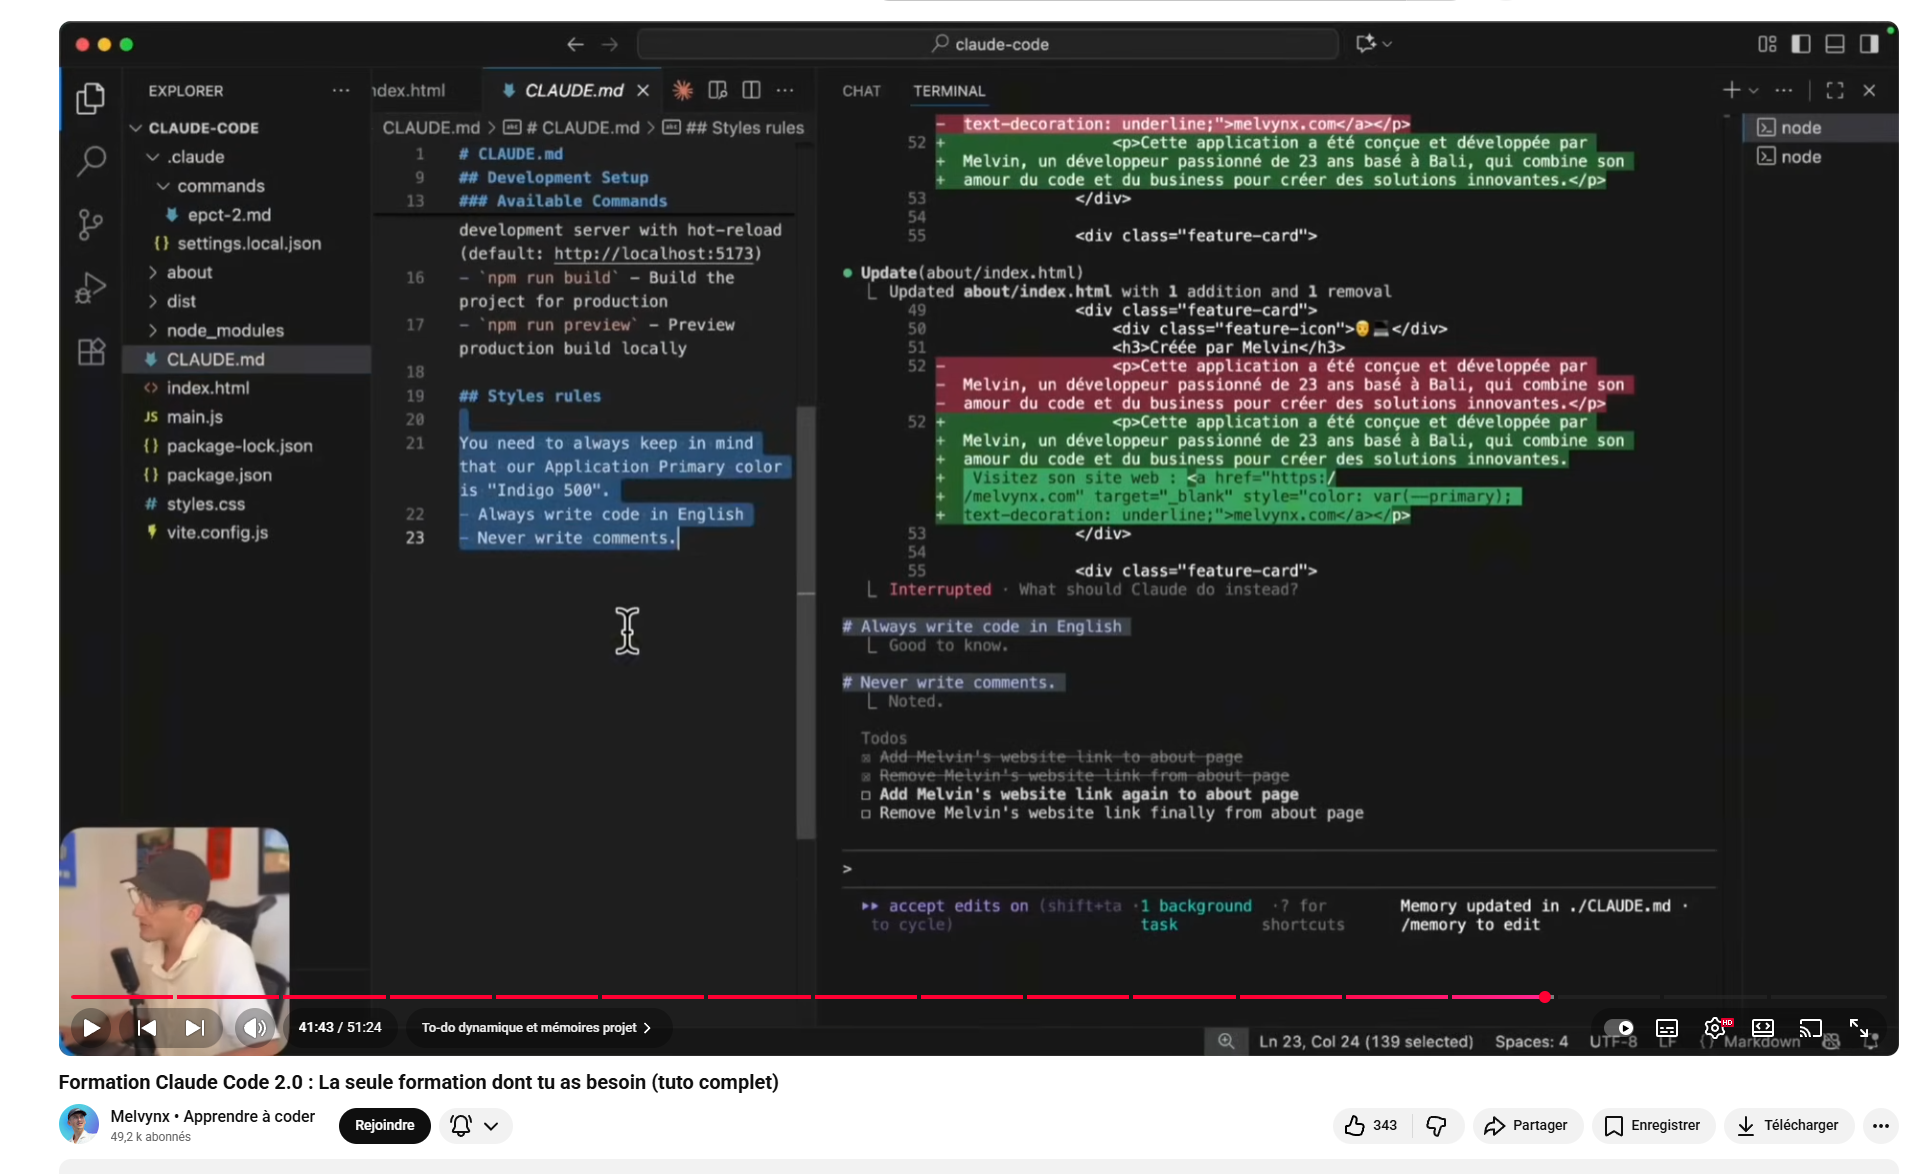 claude-code
EXPLORER
CLAUDE-CODE
.claude
commands
epct-2.md
settings.local.json
about
dist
node_modules
CLAUDE.md
index.html
main.js
package-lock.json
package.json
styles.css
vite.config.js
ndex.html
CLAUDE.md
CLAUDE.md > # CLAUDE.md > ## Styles rules
1 # CLAUDE.md
9 ## Development Setup
13 ### Available Commands
development server with hot-reload
(default: http://localhost:5173)
16 - `npm run build` - Build the
project for production
17 - `npm run preview` - Preview
production build locally
18
19 ## Styles rules
20
21 You need to always keep in mind
that our Application Primary color
is "Indigo 500".
22 - Always write code in English
23 - Never write comments.
CHAT TERMINAL
node
node
- text-decoration: underline;">melvynx.com</a></p>
52 + <p>Cette application a été conçue et développée par
+ Melvin, un développeur passionné de 23 ans basé à Bali, qui combine son
+ amour du code et du business pour créer des solutions innovantes.</p>
53 </div>
54
55 <div class="feature-card">
Update(about/index.html)
Updated about/index.html with 1 addition and 1 removal
49 <div class="feature-card">
50 <div class="feature-icon">👨💻</div>
51 <h3>Créée par Melvin</h3>
52 - <p>Cette application a été conçue et développée par
- Melvin, un développeur passionné de 23 ans basé à Bali, qui combine son
- amour du code et du business pour créer des solutions innovantes.</p>
52 + <p>Cette application a été conçue et développée par
+ Melvin, un développeur passionné de 23 ans basé à Bali, qui combine son
+ amour du code et du business pour créer des solutions innovantes.
+ Visitez son site web : <a href="https:/
+ /melvynx.com" target="_blank" style="color: var(--primary);
+ text-decoration: underline;">melvynx.com</a></p>
53 </div>
54
55 <div class="feature-card">
Interrupted · What should Claude do instead?
# Always write code in English
Good to know.
# Never write comments.
Noted.
Todos
Add Melvin's website link to about page
Remove Melvin's website link from about page
Add Melvin's website link again to about page
Remove Melvin's website link finally from about page
>
accept edits on (shift+ta · 1 background · ? for Memory updated in ./CLAUDE.md ·
to cycle) task shortcuts /memory to edit
41:43 / 51:24
To-do dynamique et mémoires projet
HD
Ln 23, Col 24 (139 selected) Spaces: 4 UTF-8 LF {} Markdown
Formation Claude Code 2.0 : La seule formation dont tu as besoin (tuto complet)
Melvynx • Apprendre à coder
49,2 k abonnés
Rejoindre
343
Partager
Enregistrer
Télécharger